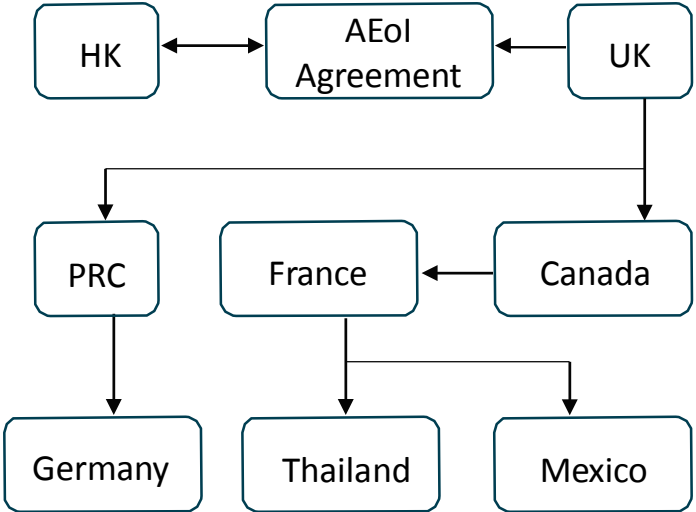 HK
AEoI
Agreement
UK
PRC
France
Canada
Germany
Thailand
Mexico